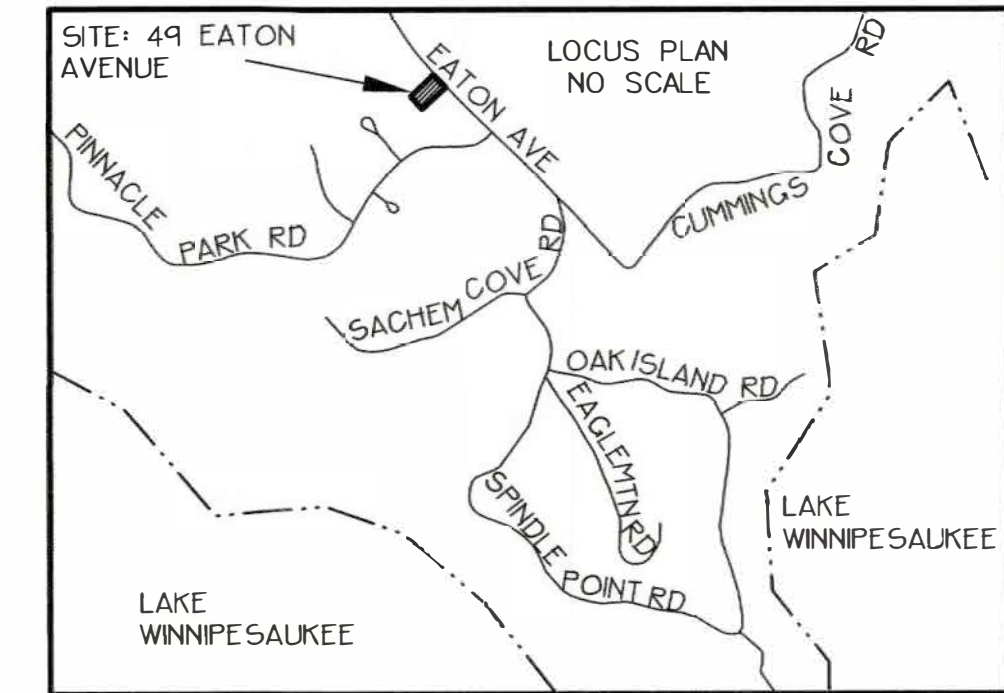 SITE: 49 EATON
AVENUE
LOCUS PLAN
NO SCALE
EATON AVE
CUMMINGS
COVE RD
PINNACLE
PARK RD
SACHEM COVE RD
OAK ISLAND RD
EAGLEMTN RD
SPINDLE
POINT RD
LAKE
WINNIPESAUKEE
LAKE
WINNIPESAUKEE